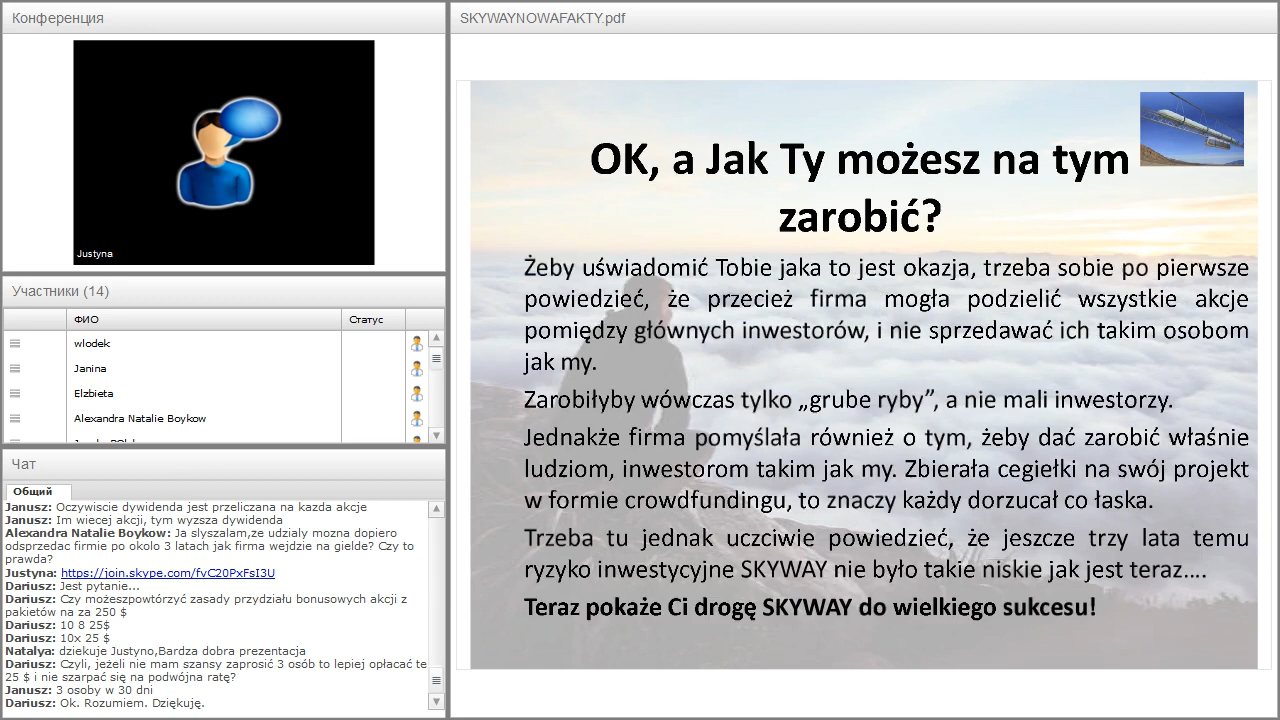 Конференция
Justyna
Участники (14)
ФИО
Статус
wlodek
Janina
Elzbieta
Alexandra Natalie Boykow
Чат
Общий
Janusz: Oczywiscie dywidenda jest przeliczana na kazda akcje
Janusz: Im wiecej akcji, tym wyzsza dywidenda
Alexandra Natalie Boykow: Ja slyszalam,ze udzialy mozna dopiero
odsprzedac firmie po okolo 3 latach jak firma wejdzie na gielde? Czy to
prawda?
Justyna: https://join.skype.com/fvC20PxFsI3U
Dariusz: Jest pytanie...
Dariusz: Czy możeszpowtórzyć zasady przydziału bonusowych akcji z
pakietów na za 250 $
Dariusz: 10 8 25$
Dariusz: 10x 25 $
Natalya: dziekuje Justyno,Bardza dobra prezentacja
Dariusz: Czyli, jeżeli nie mam szansy zaprosić 3 osób to lepiej opłacać te
25 $ i nie szarpać się na podwójna ratę?
Janusz: 3 osoby w 30 dni
Dariusz: Ok. Rozumiem. Dziękuję.
SKYWAYNOWAFAKTY.pdf
OK, a Jak Ty możesz na tym
zarobić?
Żeby uświadomić Tobie jaka to jest okazja, trzeba sobie po pierwsze
powiedzieć, że przecież firma mogła podzielić wszystkie akcje
pomiędzy głównych inwestorów, i nie sprzedawać ich takim osobom
jak my.
Zarobiłyby wówczas tylko „grube ryby”, a nie mali inwestorzy.
Jednakże firma pomyślała również o tym, żeby dać zarobić właśnie
ludziom, inwestorom takim jak my. Zbierała cegiełki na swój projekt
w formie crowdfundingu, to znaczy każdy dorzucał co łaska.
Trzeba tu jednak uczciwie powiedzieć, że jeszcze trzy lata temu
ryzyko inwestycyjne SKYWAY nie było takie niskie jak jest teraz....
Teraz pokaże Ci drogę SKYWAY do wielkiego sukcesu!